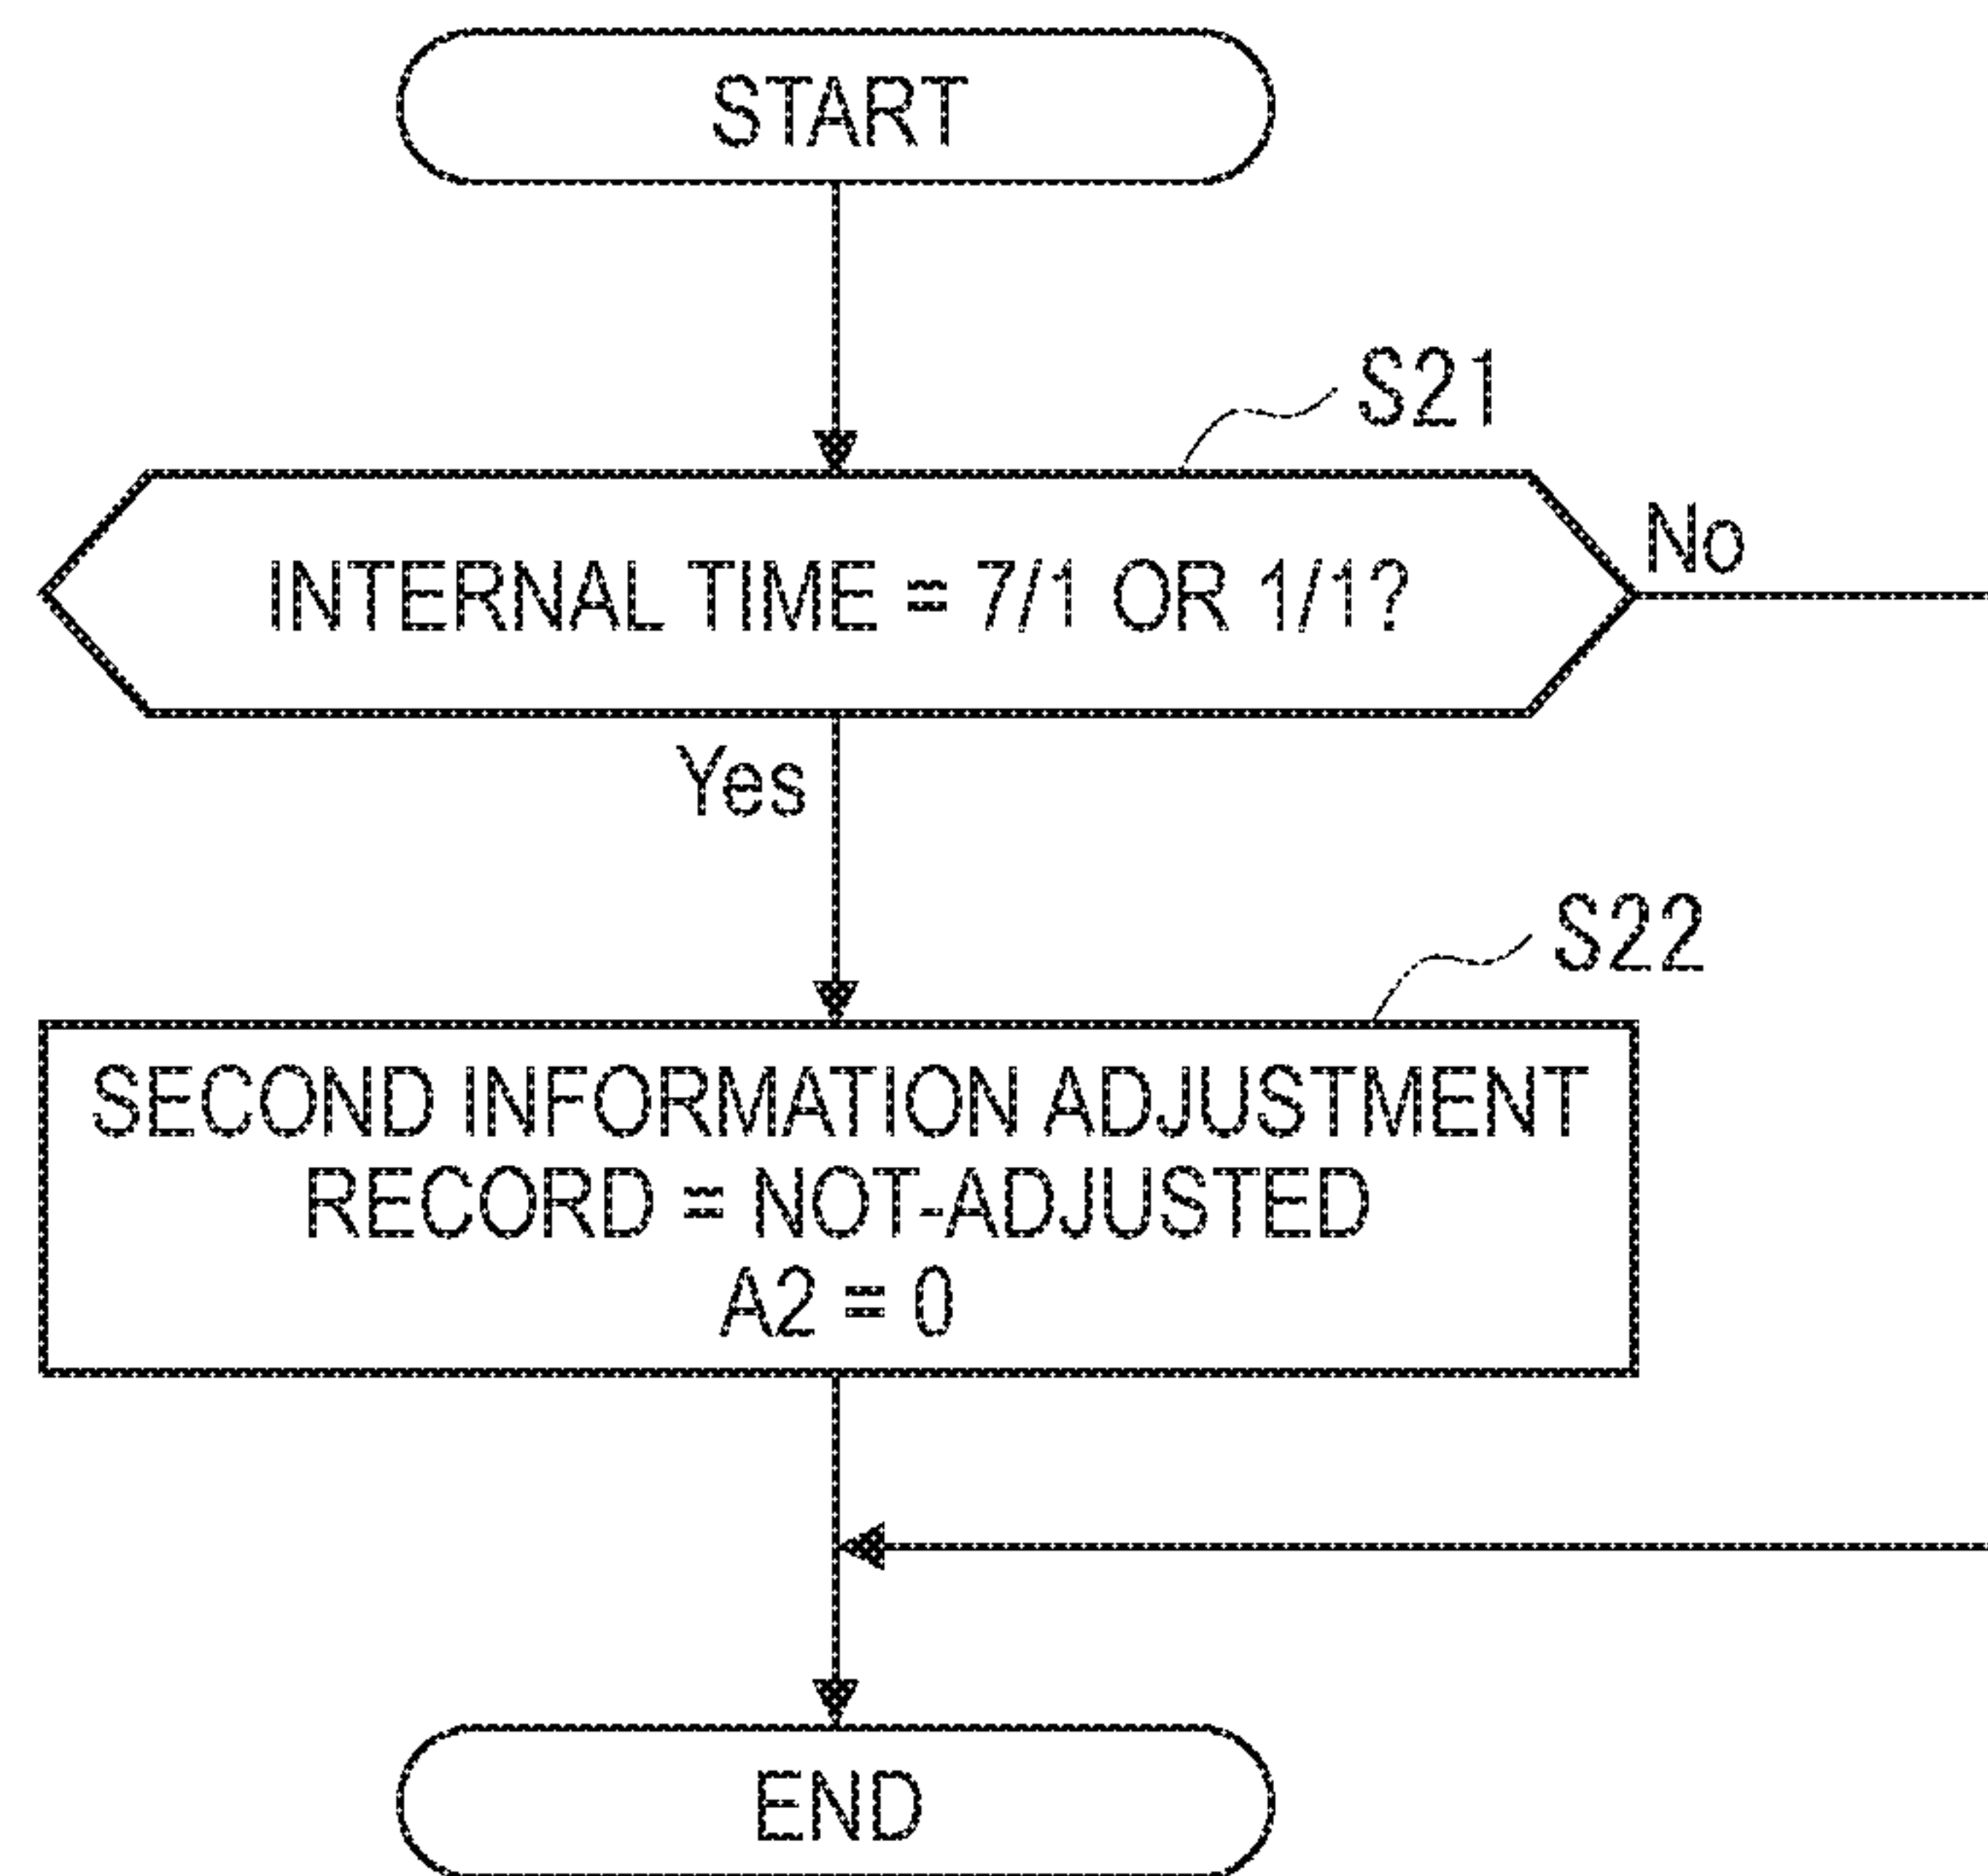 START
S21
INTERNAL TIME = 7/1 OR 1/1?
No
Yes
S22
SECOND INFORMATION ADJUSTMENT
RECORD = NOT-ADJUSTED
A2 = 0
END